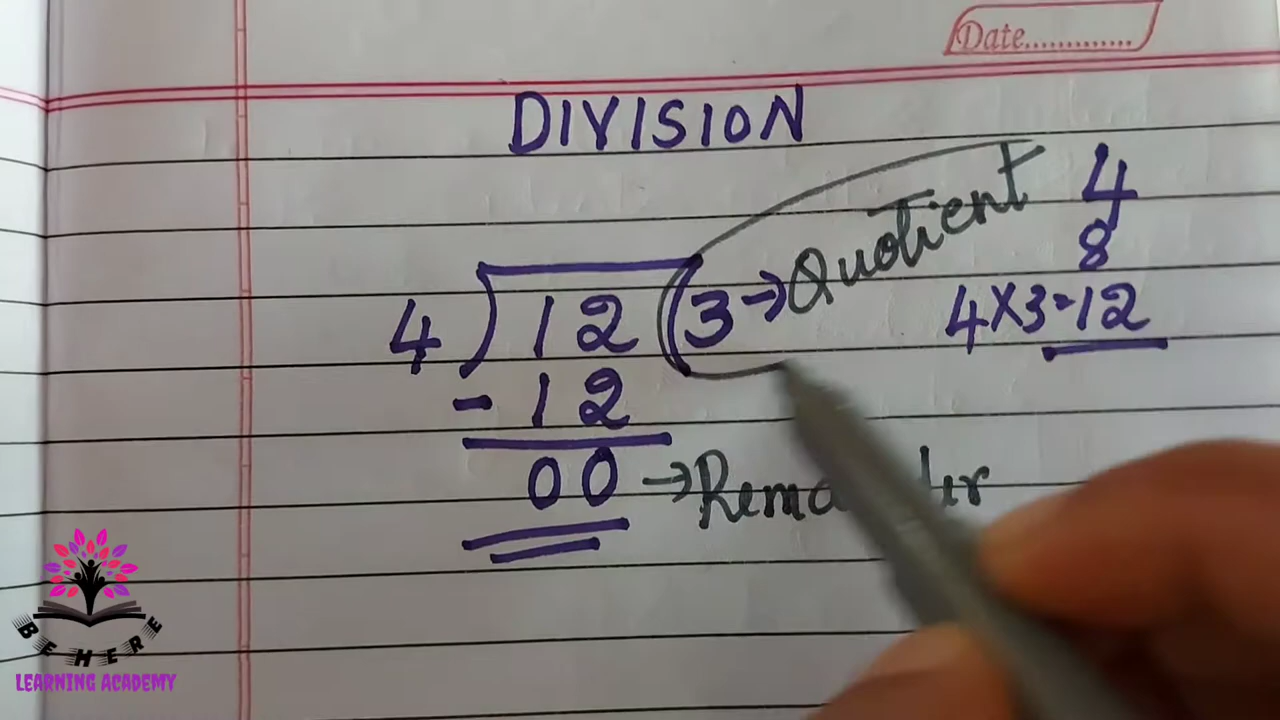 Date.............
DIVISION
4
8
4×3=12
4)12(3→Quotient
-12
00→
BEHERE
LEARNING ACADEMY